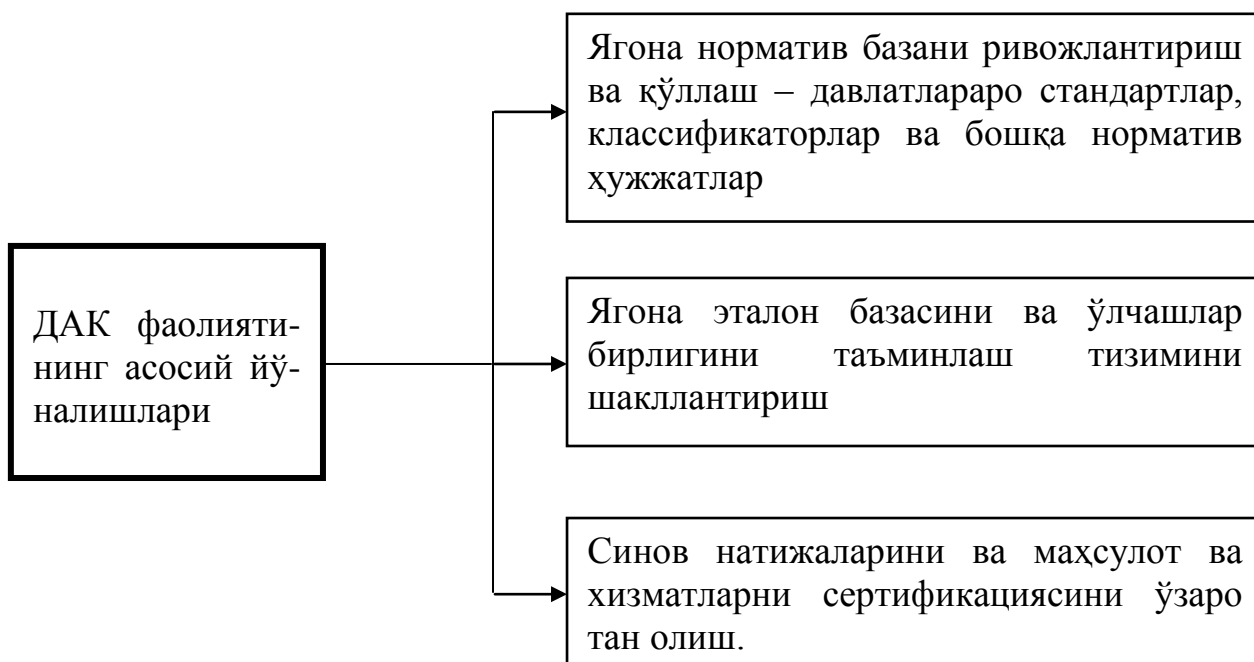 ДАК фаолияти-
нинг асосий йў-
налишлари
Ягона норматив базани ривожлантириш
ва қўллаш – давлатлараро стандартлар,
классификаторлар ва бошқа норматив
ҳужжатлар
Ягона эталон базасини ва ўлчашлар
бирлигини таъминлаш тизимини
шакллантириш
Синов натижаларини ва маҳсулот ва
хизматларни сертификациясини ўзаро
тан олиш.